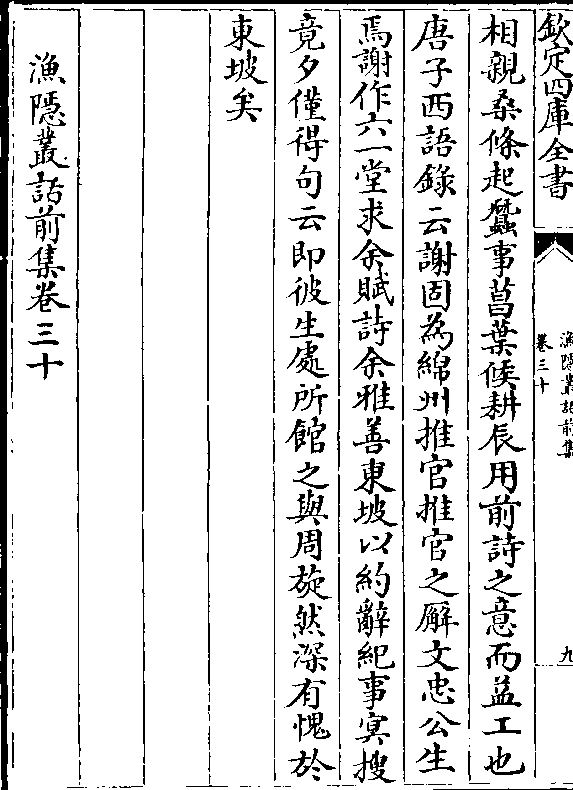 欽定四庫全書
漁隱叢話前集
卷三十
九
相親桑條起蠶事菖葉候耕辰用前詩之意而益工也
唐子西語錄云謝固為綿州推官推官之廨文忠公生
焉謝作六一堂求余賦詩余雅善東坡以約辭紀事冥搜
竟夕僅得句云即彼生處所館之與周旋然深有愧於
東坡矣
漁隱叢話前集卷三十